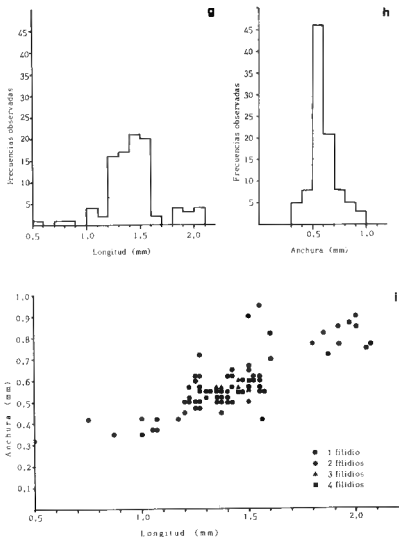 g
45
40
35
30
25
20
15
10
5
Frecuencias observadas
0.5
1.0
1.5
2.0
Longitud (mm)
h
45
40
35
30
25
20
15
10
5
Frecuencias observadas
0.5
1.0
Anchura (mm)
i
1.0
0.9
0.8
0.7
0.6
0.5
0.4
0.3
0.2
0.1
Anchura (mm)
1 filidio
2 filidios
3 filidios
4 filidios
0.5
1.0
1.5
2.0
Longitud (mm)